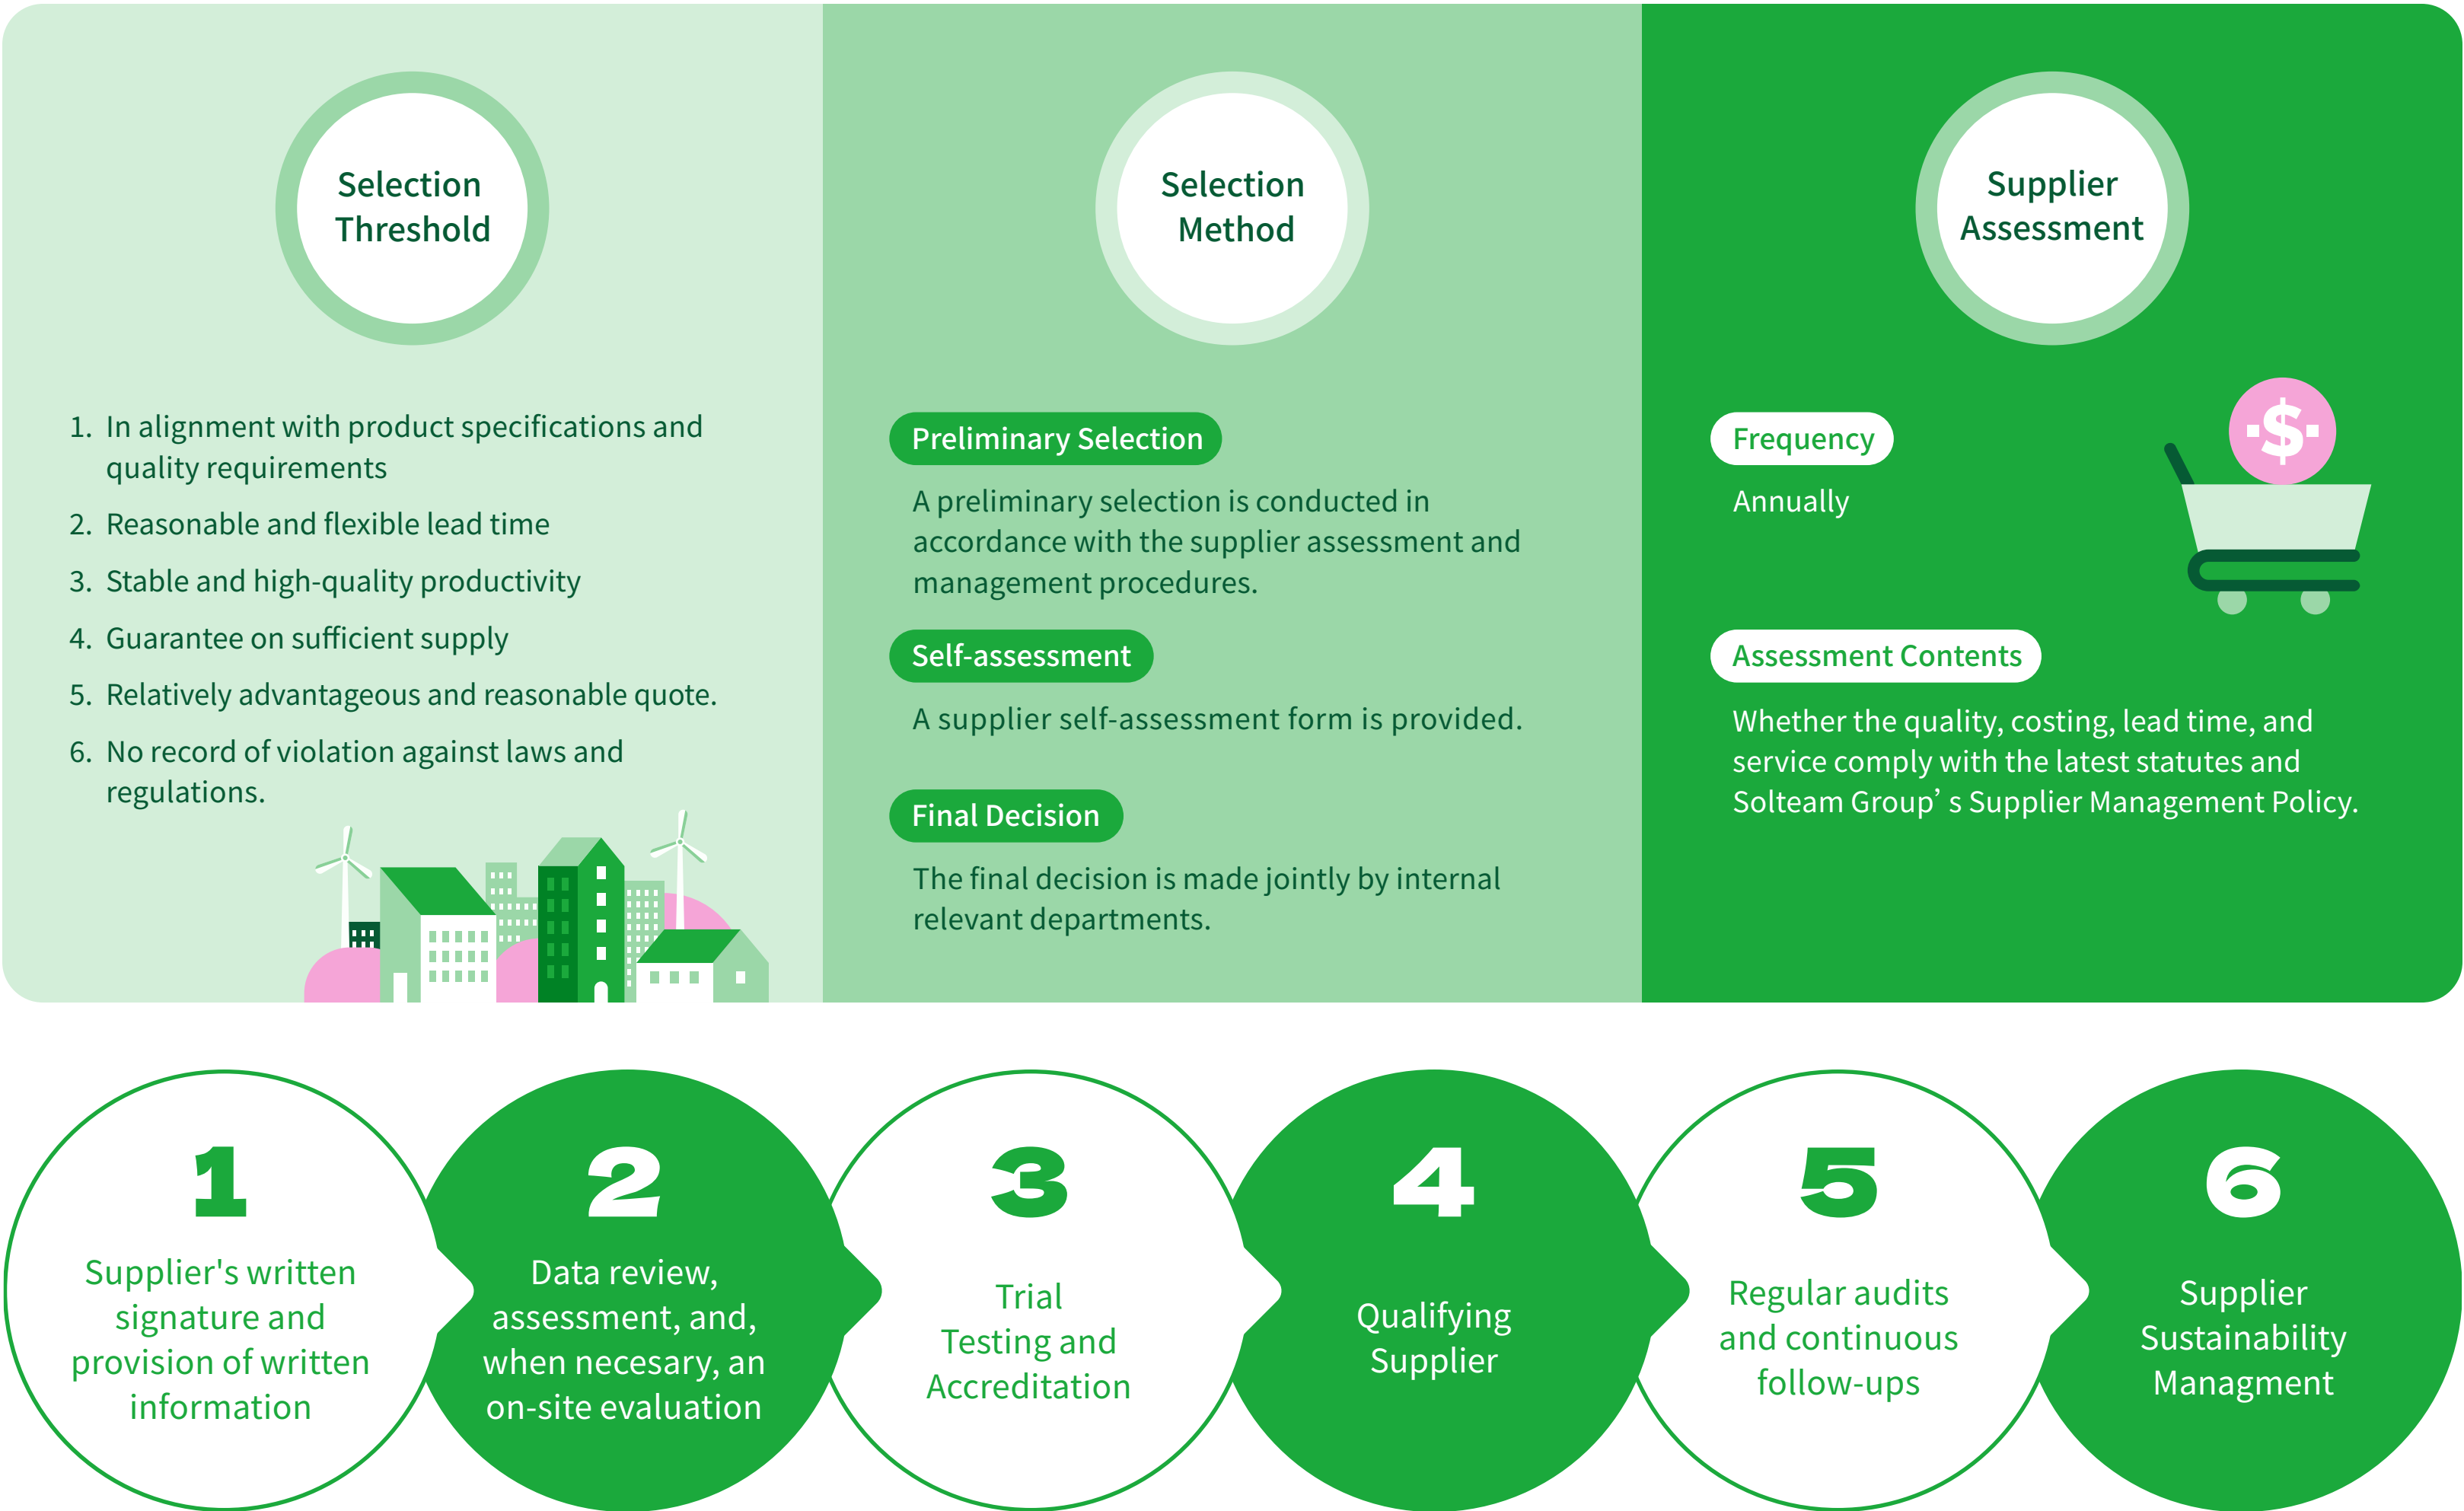 Selection
Threshold
1. In alignment with product specifications and
quality requirements
2. Reasonable and flexible lead time
3. Stable and high-quality productivity
4. Guarantee on sufficient supply
5. Relatively advantageous and reasonable quote.
6. No record of violation against laws and
regulations.
Selection
Method
Preliminary Selection
A preliminary selection is conducted in
accordance with the supplier assessment and
management procedures.
Self-assessment
A supplier self-assessment form is provided.
Final Decision
The final decision is made jointly by internal
relevant departments.
Supplier
Assessment
Frequency
Annually
$
Assessment Contents
Whether the quality, costing, lead time, and
service comply with the latest statutes and
Solteam Group’ s Supplier Management Policy.
1
Supplier's written
signature and
provision of written
information
2
Data review,
assessment, and,
when necesary, an
on-site evaluation
3
Trial
Testing and
Accreditation
4
Qualifying
Supplier
5
Regular audits
and continuous
follow-ups
6
Supplier
Sustainability
Managment